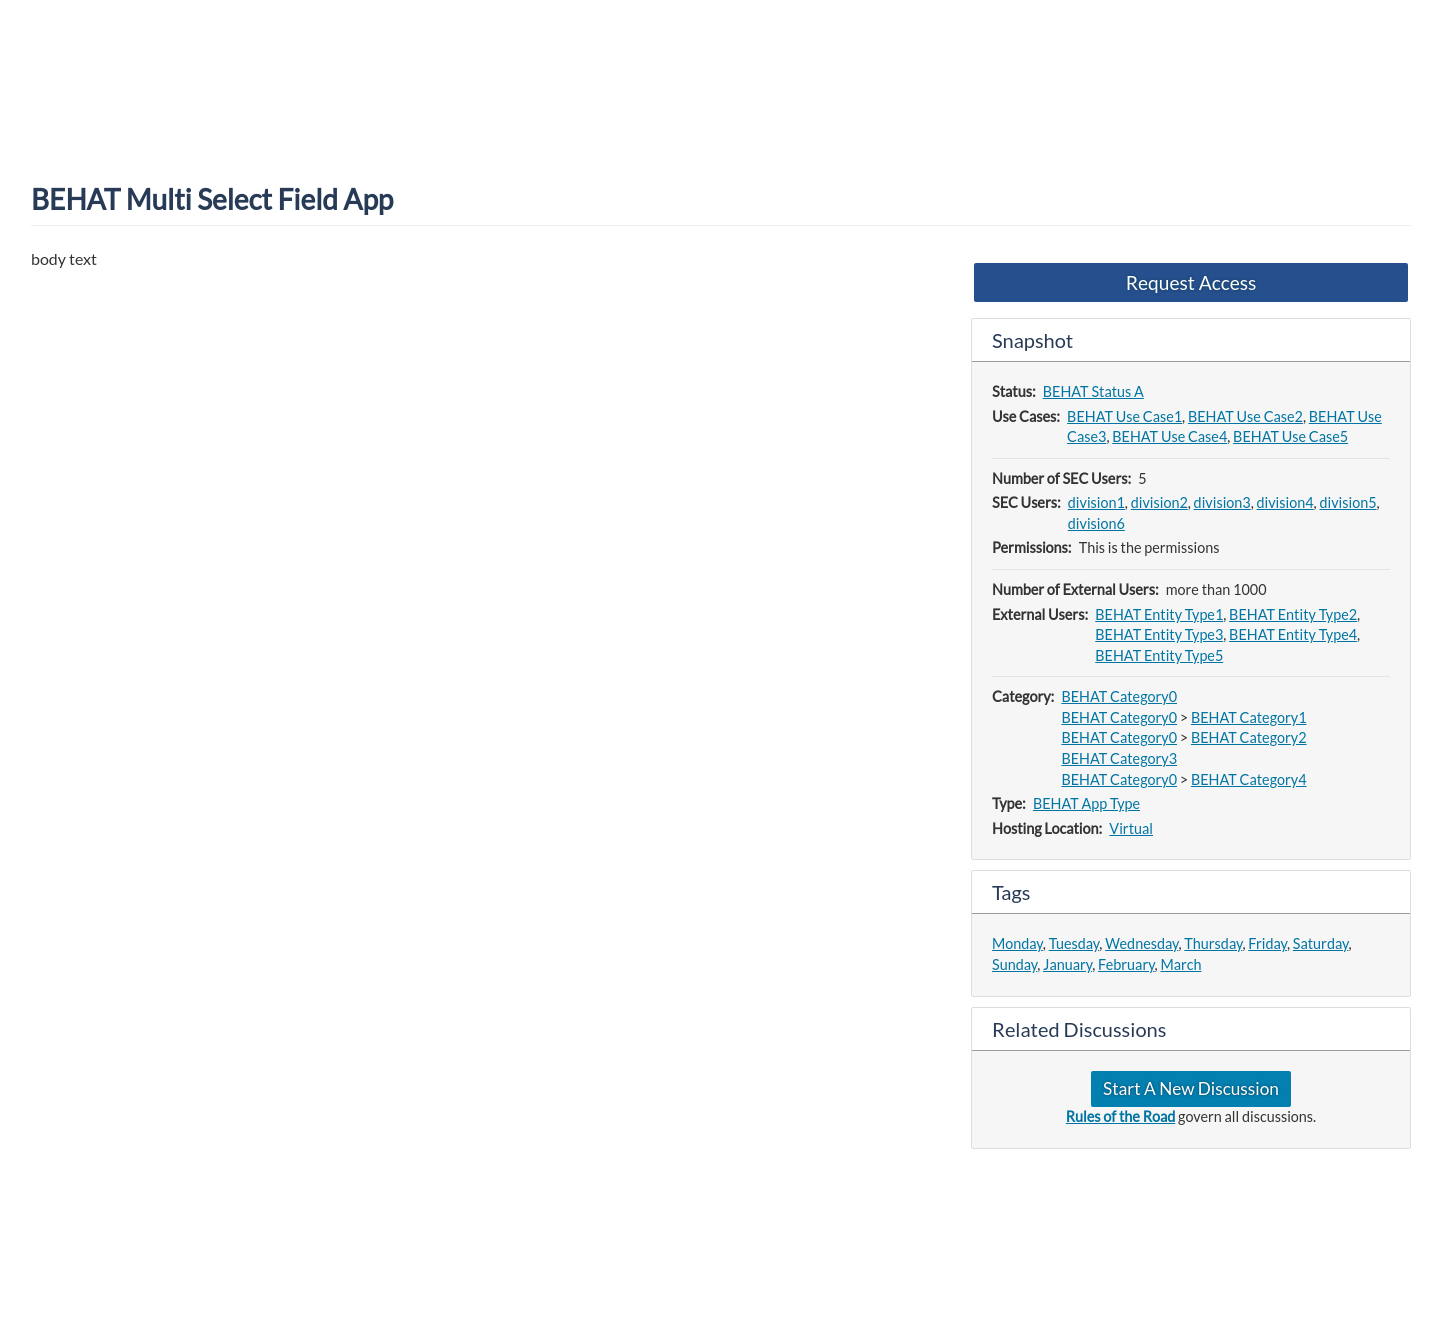 BEHAT Multi Select Field App
body text
Request Access
Snapshot
Status: BEHAT Status A
Use Cases: BEHAT Use Case1, BEHAT Use Case2, BEHAT Use
Case3, BEHAT Use Case4, BEHAT Use Case5
Number of SEC Users: 5
SEC Users: division1, division2, division3, division4, division5,
division6
Permissions: This is the permissions
Number of External Users: more than 1000
External Users: BEHAT Entity Type1, BEHAT Entity Type2,
BEHAT Entity Type3, BEHAT Entity Type4,
BEHAT Entity Type5
Category: BEHAT Category0
BEHAT Category0 > BEHAT Category1
BEHAT Category0 > BEHAT Category2
BEHAT Category3
BEHAT Category0 > BEHAT Category4
Type: BEHAT App Type
Hosting Location: Virtual
Tags
Monday, Tuesday, Wednesday, Thursday, Friday, Saturday,
Sunday, January, February, March
Related Discussions
Start A New Discussion
Rules of the Road govern all discussions.